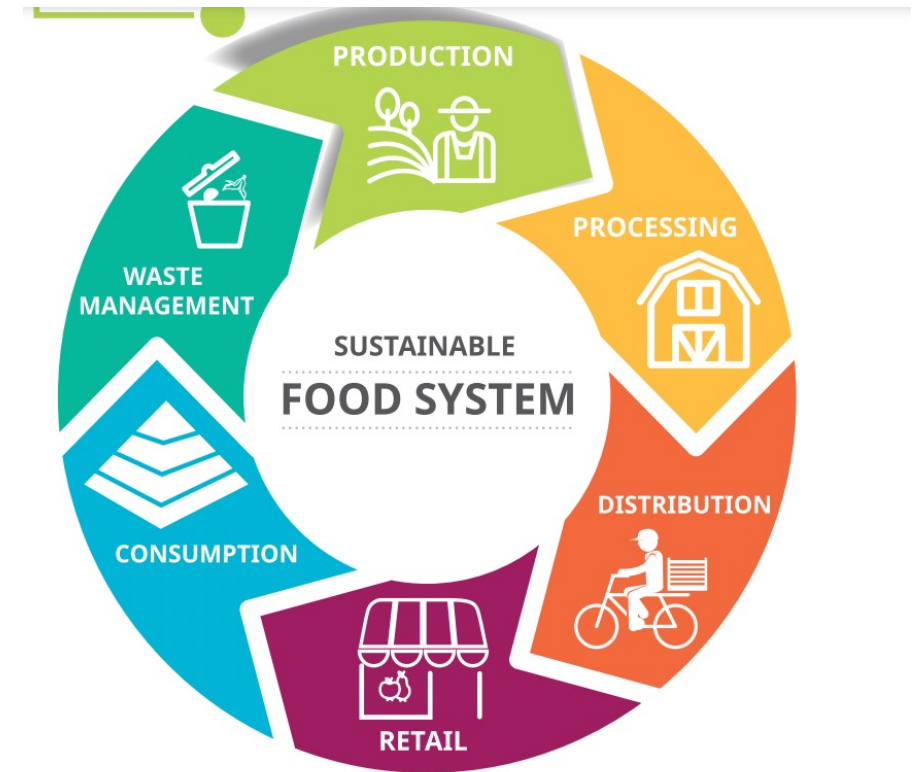 PRODUCTION
PROCESSING
DISTRIBUTION
RETAIL
CONSUMPTION
WASTE
MANAGEMENT
SUSTAINABLE
FOOD SYSTEM